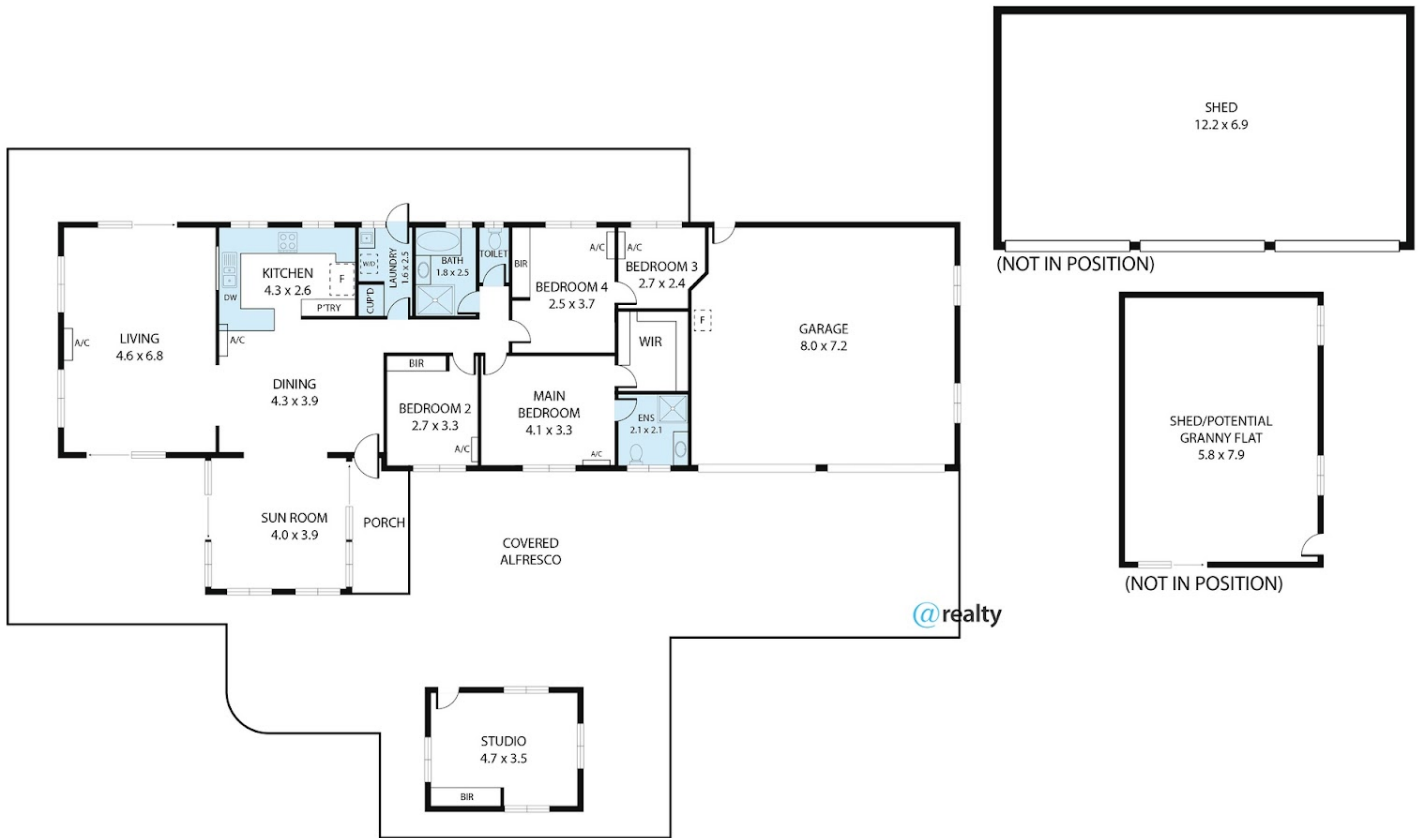 SHED
12.2 x 6.9
(NOT IN POSITION)
KITCHEN
4.3 x 2.6
DW
F
P'TRY
A/C
LIVING
4.6 x 6.8
A/C
W/D
CUP'D
LAUNDRY
1.6 x 2.5
BATH
1.8 x 2.5
TOILET
BIR
A/C
BEDROOM 4
2.5 x 3.7
A/C
BEDROOM 3
2.7 x 2.4
WIR
F
GARAGE
8.0 x 7.2
DINING
4.3 x 3.9
BIR
BEDROOM 2
2.7 x 3.3
A/C
MAIN
BEDROOM
4.1 x 3.3
A/C
ENS
2.1 x 2.1
SHED/POTENTIAL
GRANNY FLAT
5.8 x 7.9
(NOT IN POSITION)
SUN ROOM
4.0 x 3.9
PORCH
COVERED
ALFRESCO
@realty
STUDIO
4.7 x 3.5
BIR